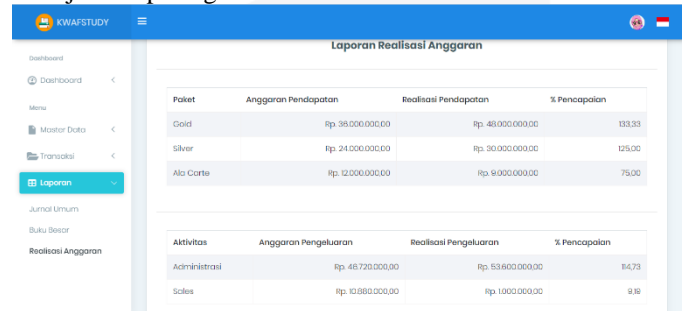 KWAFSTUDY
Laporan Realisasi Anggaran
Dashboard
Dashboard
Menu
Master Data
Transaksi
Laporan
Jurnal Umum
Buku Besar
Realisasi Anggaran
Paket Anggaran Pendapatan Realisasi Pendapatan % Pencapaian
Gold Rp. 36.000.000,00 Rp. 48.000.000,00 133,33
Silver Rp. 24.000.000,00 Rp. 30.000.000,00 125,00
Ala Carte Rp. 12.000.000,00 Rp. 9.000.000,00 75,00
Aktivitas Anggaran Pengeluaran Realisasi Pengeluaran % Pencapaian
Administrasi Rp. 46.720.000,00 Rp. 53.600.000,00 114,73
Sales Rp. 10.880.000,00 Rp. 1.000.000,00 9,19